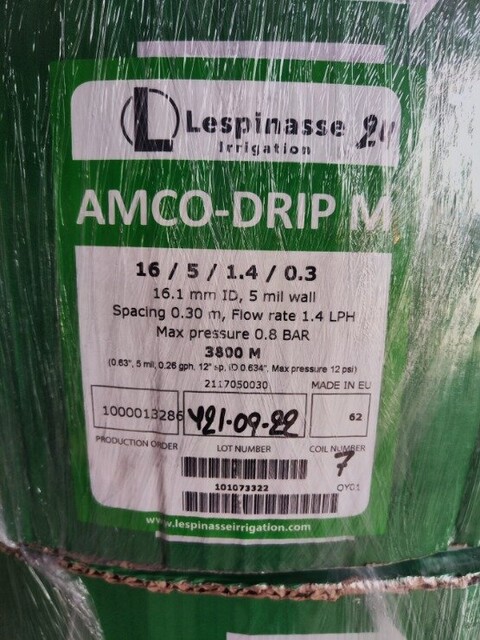 Lespinasse 24
Irrigation
AMCO-DRIP M
16 / 5 / 1.4 / 0.3
16.1 mm ID, 5 mil wall
Spacing 0.30 m, Flow rate 1.4 LPH
Max pressure 0.8 BAR
3800 M
(0.63", 5 mil, 0.26 gph, 12" sp, ID 0.634", Max pressure 12 psi)
2117050030 MADE IN EU
1000013286 421-09-22 62
PRODUCTION ORDER LOT NUMBER COIL NUMBER
7
101073322 QY01
www.lespinasseirrigation.com